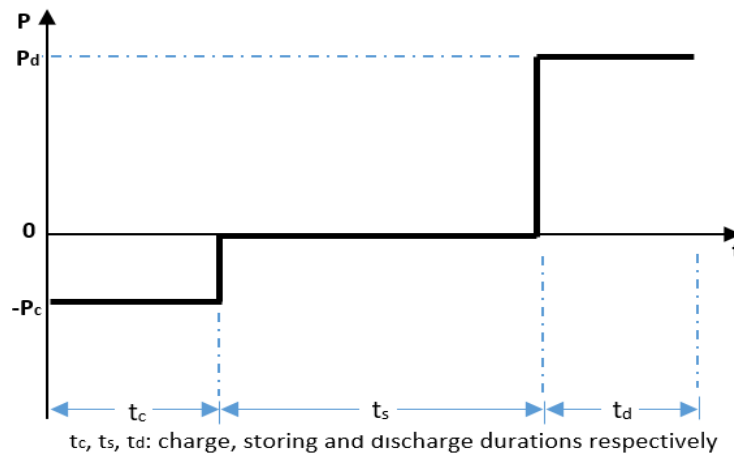 P
Pd
0
t
-Pc
tc ts td
tc, ts, td: charge, storing and discharge durations respectively